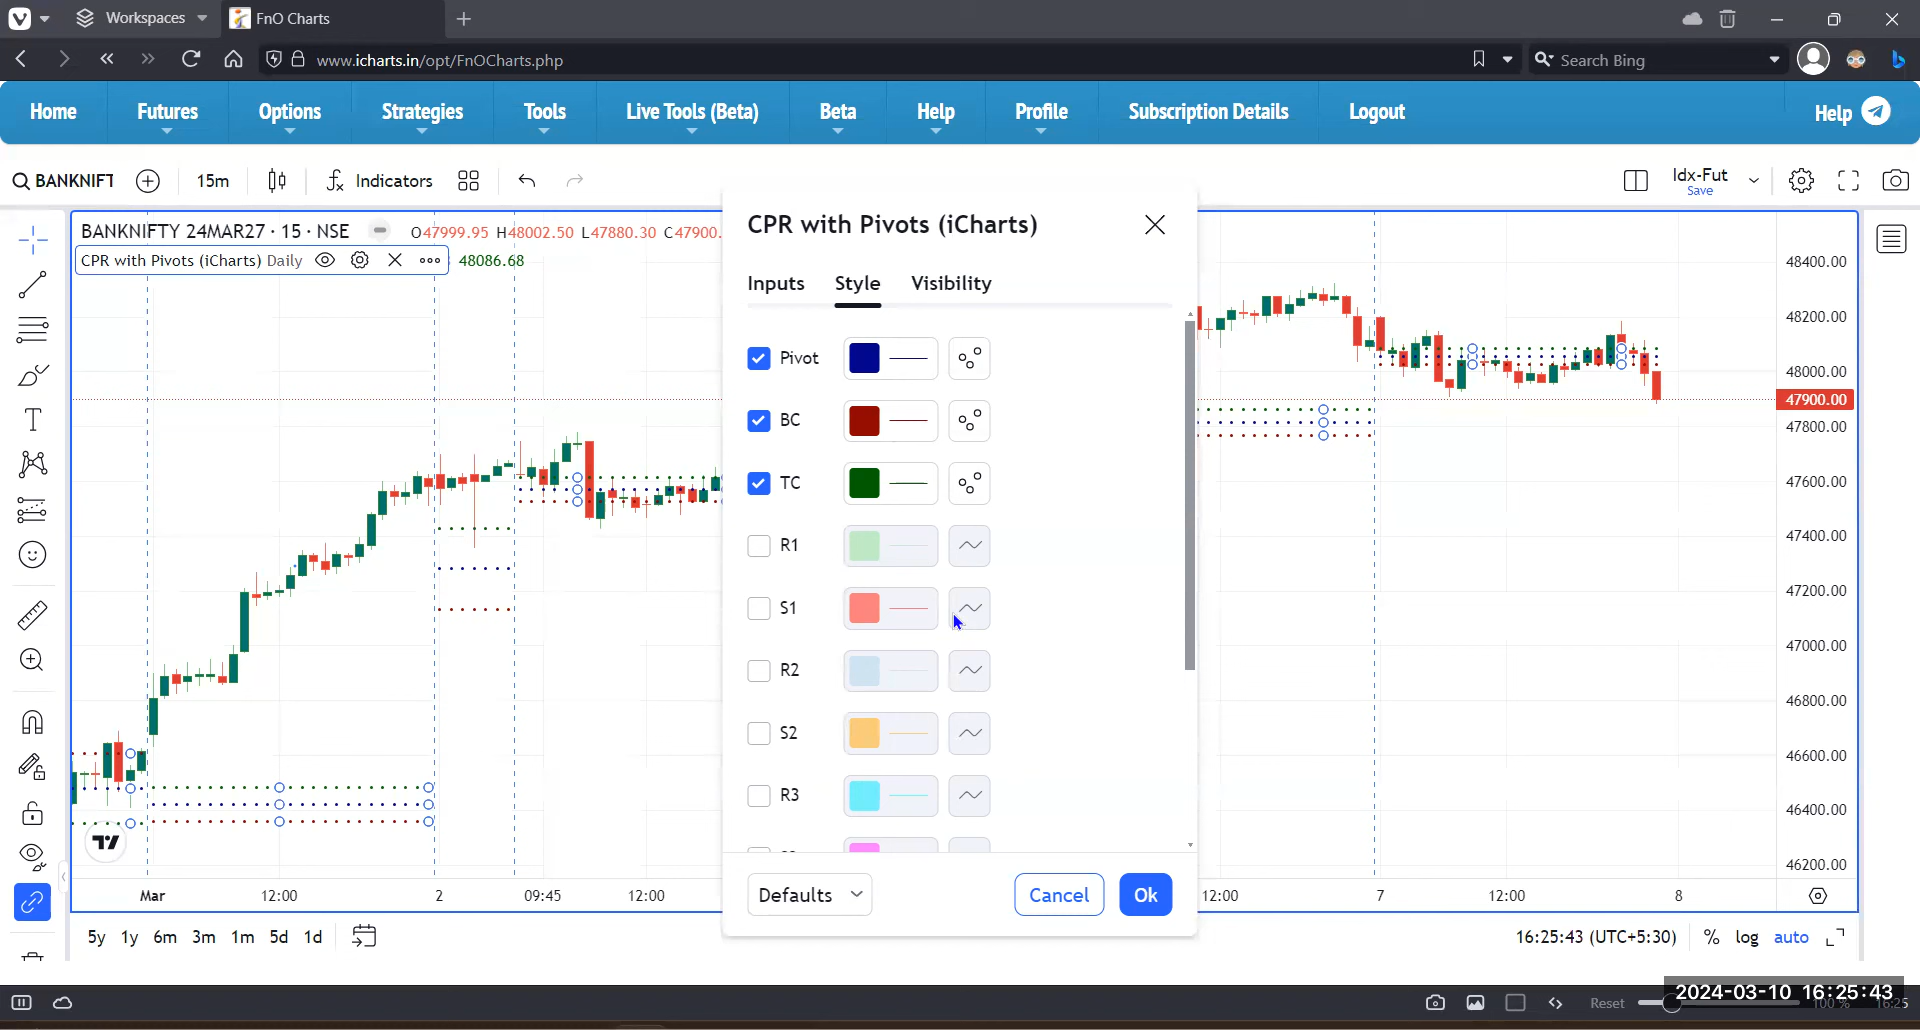 Workspaces
FnO Charts
www.icharts.in/opt/FnOCharts.php
Search Bing
Home Futures Options Strategies Tools Live Tools (Beta) Beta Help Profile Subscription Details Logout Help
BANKNIFT 15m Indicators
Idx-Fut
Save
BANKNIFTY 24MAR27 · 15 · NSE O47999.95 H48002.50 L47880.30 C47900.
CPR with Pivots (iCharts) Daily 48086.68
CPR with Pivots (iCharts)
Inputs Style Visibility
Pivot
BC
TC
R1
S1
R2
S2
R3
Defaults Cancel Ok
48400.00
48200.00
48000.00
47900.00
47800.00
47600.00
47400.00
47200.00
47000.00
46800.00
46600.00
46400.00
46200.00
Mar 12:00 2 09:45 12:00 12:00 7 12:00 8
5y 1y 6m 3m 1m 5d 1d
16:25:43 (UTC+5:30) % log auto
2024-03-10 16:25:43
Reset 100 % 16:25